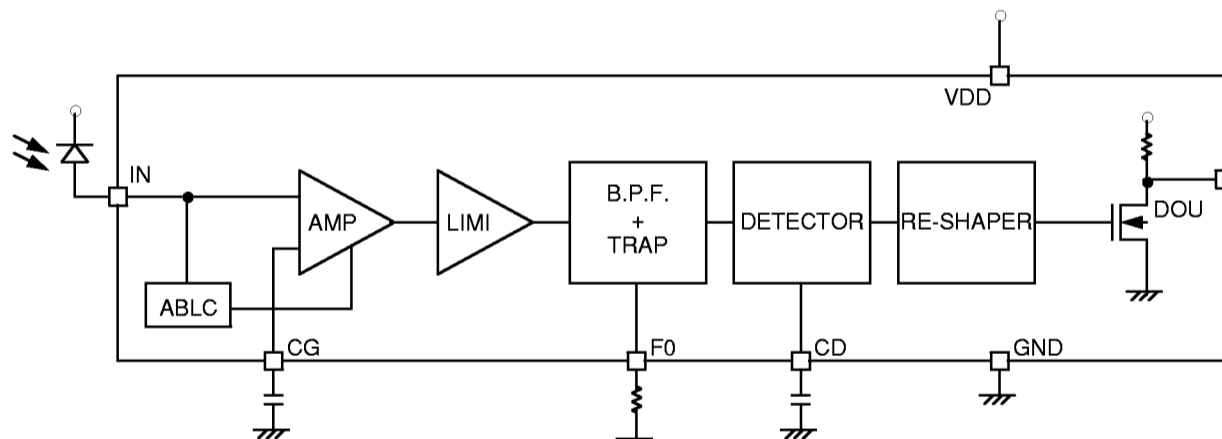 VDD
IN
AMP
LIMI
B.P.F.
+
TRAP
DETECTOR
RE-SHAPER
DOU
ABLC
CG
F0
CD
GND